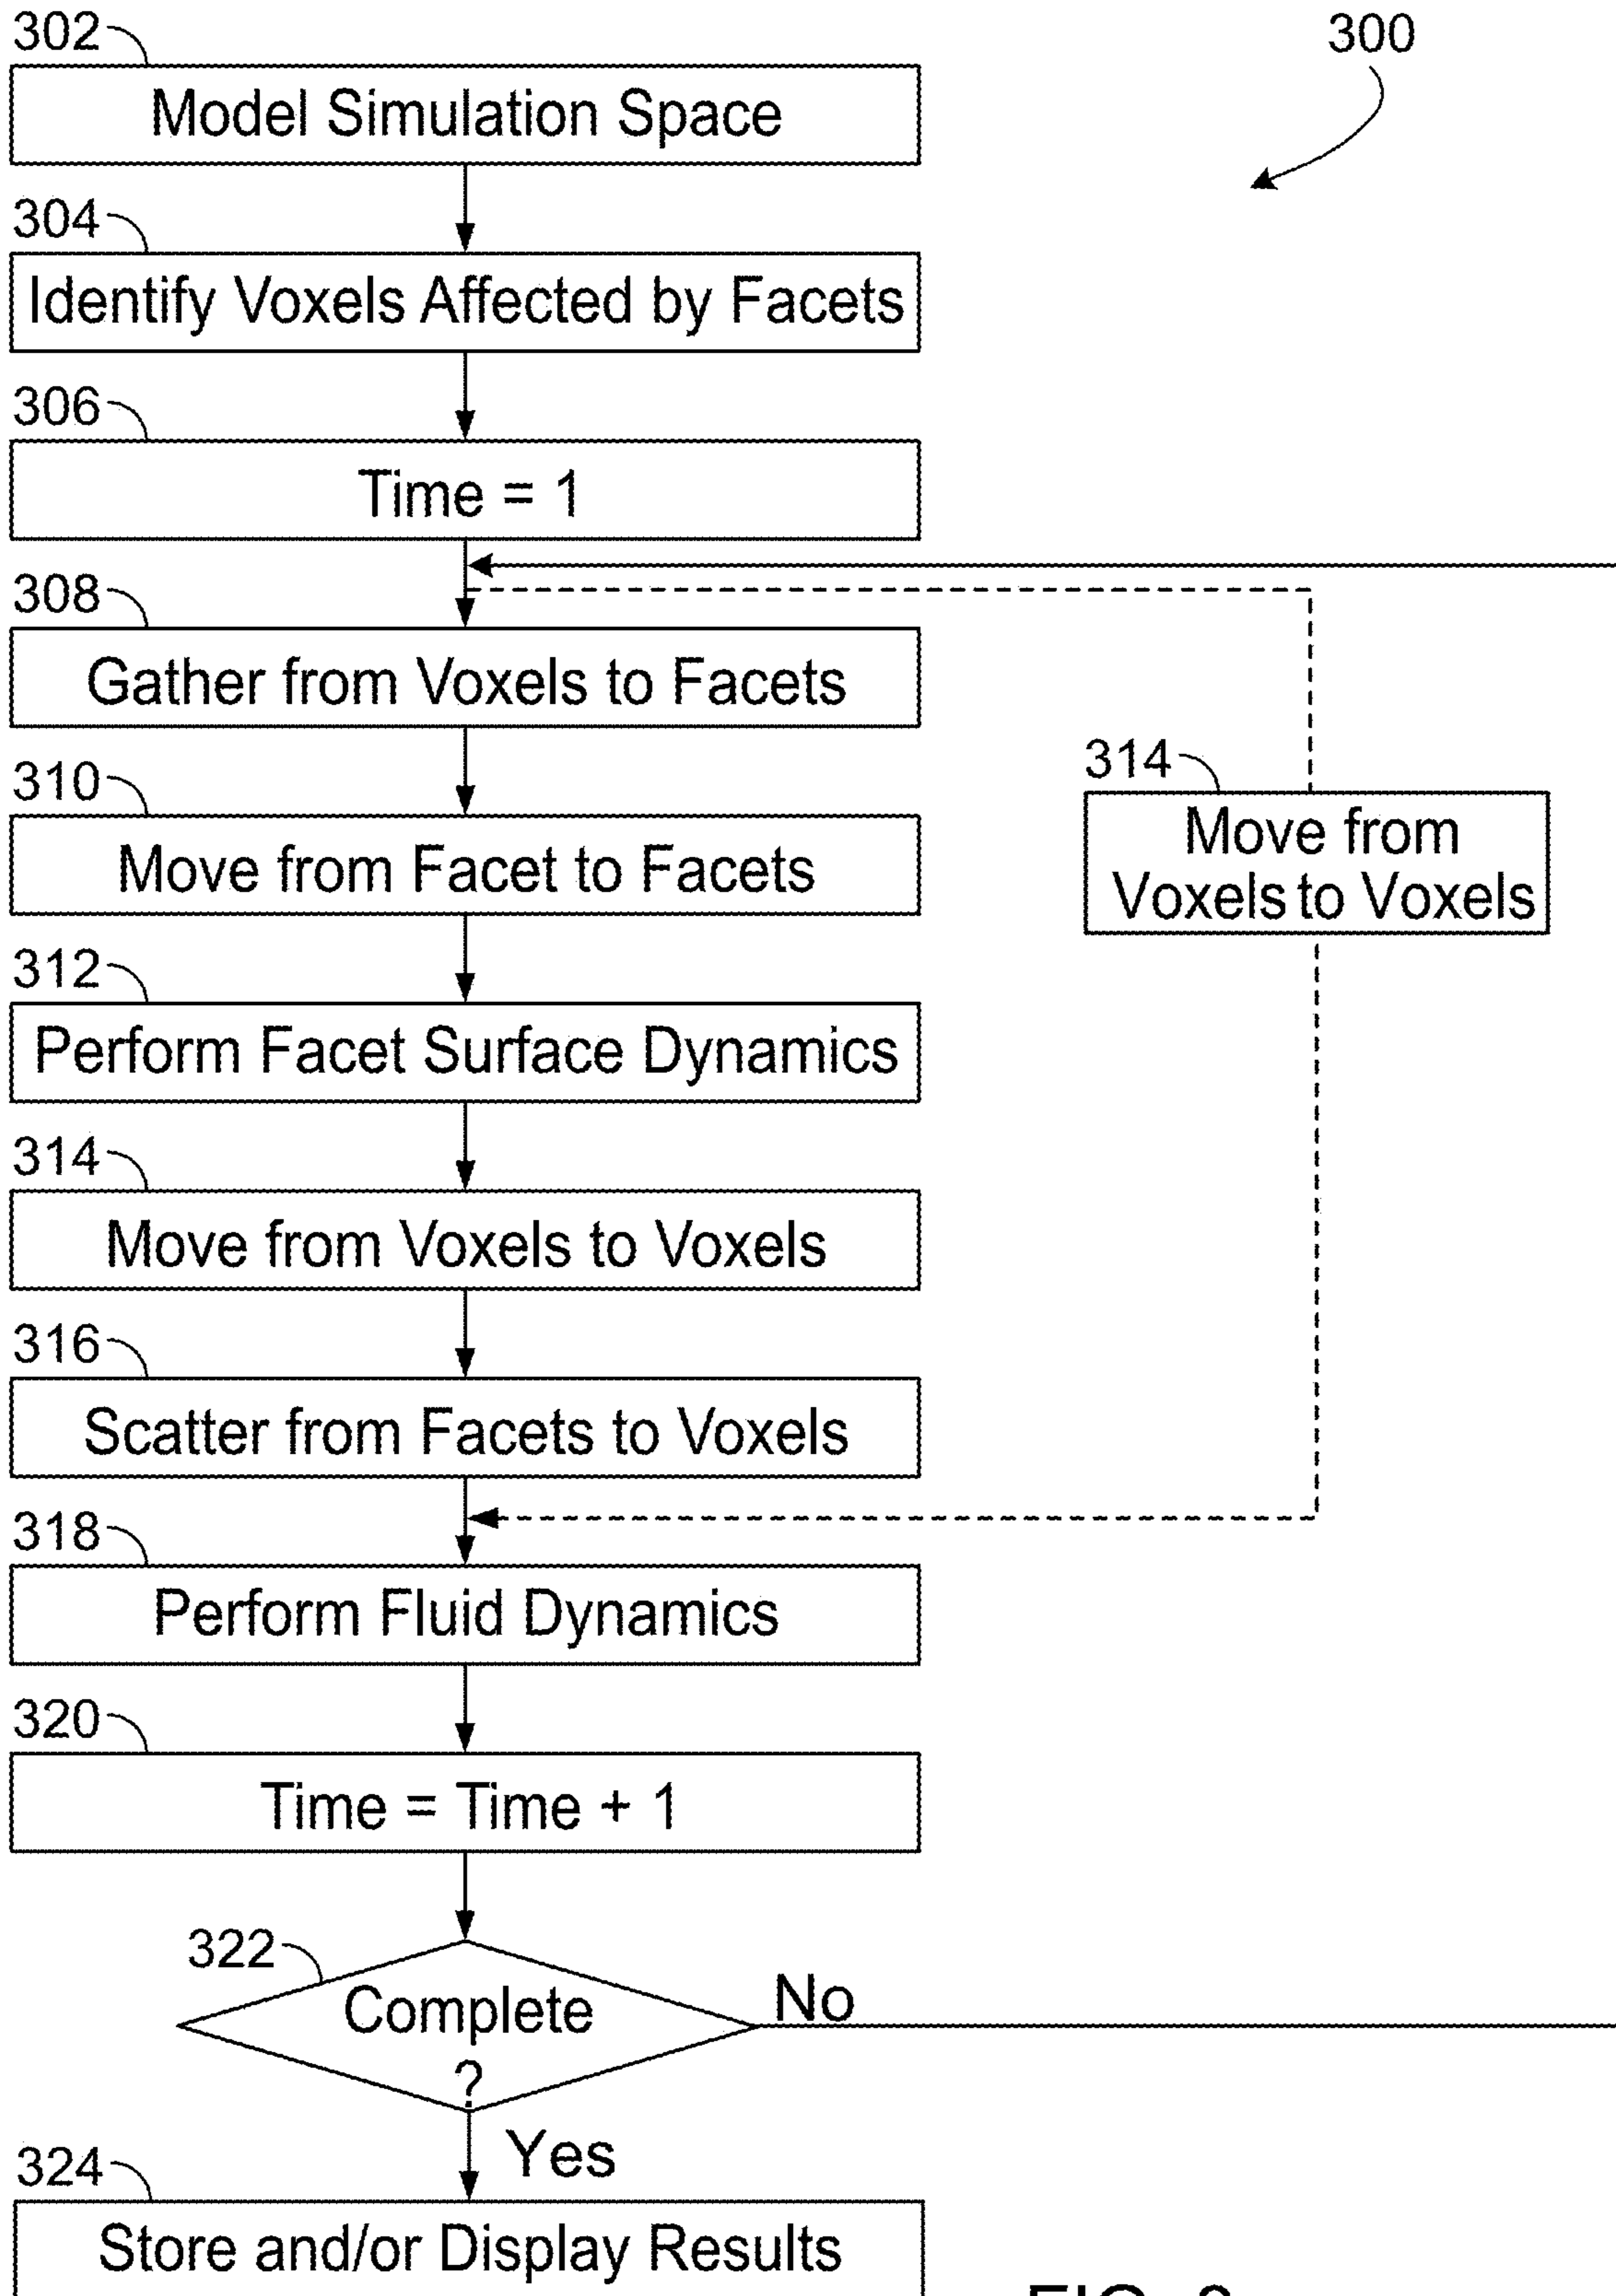 302
300
Model Simulation Space
304
Identify Voxels Affected by Facets
306
Time = 1
308
Gather from Voxels to Facets
310
Move from Facet to Facets
314
Move from
Voxels to Voxels
312
Perform Facet Surface Dynamics
314
Move from Voxels to Voxels
316
Scatter from Facets to Voxels
318
Perform Fluid Dynamics
320
Time = Time + 1
322
Complete
?
No
Yes
324
Store and/or Display Results
FIG.